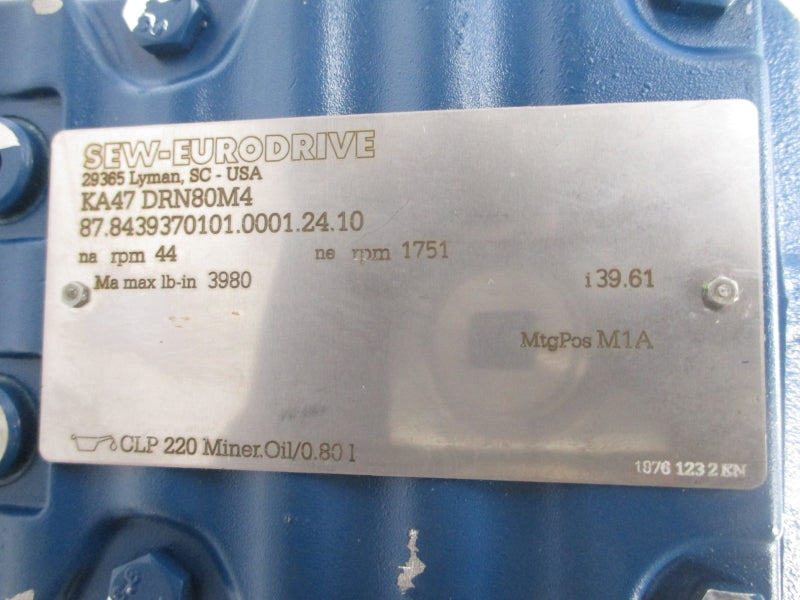 SEW-EURODRIVE
29365 Lyman, SC - USA
KA47 DRN80M4
87.8439370101.0001.24.10
na rpm 44 ne rpm 1751
Ma max lb-in 3980 i 39.61
MtgPos M1A
CLP 220 Miner.Oil/0.80 l
1876 123 2 EN